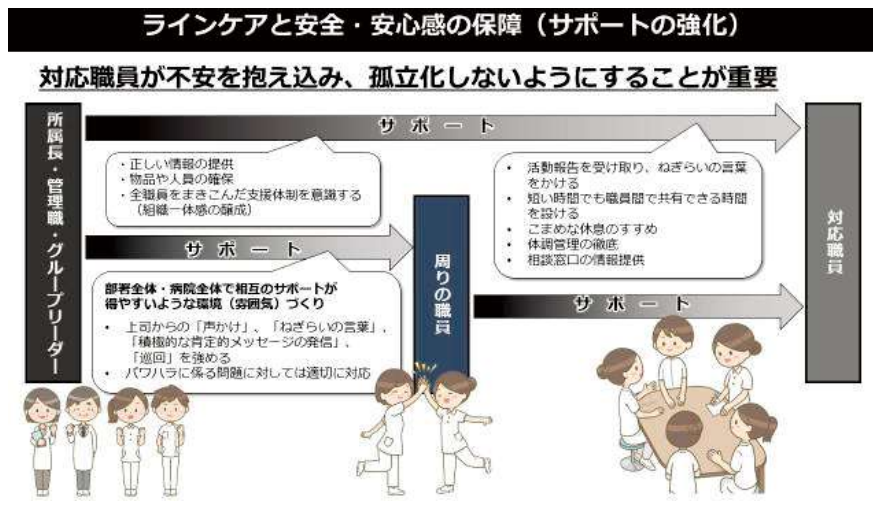 ラインケアと安全・安心感の保障（サポートの強化）
対応職員が不安を抱え込み、孤立化しないようにすることが重要
所属長・管理職・グループリーダー
サポート
・正しい情報の提供
・物品や人員の確保
・全職員をまきこんだ支援体制を意識する
（組織一体感の醸成）
• 活動報告を受け取り、ねぎらいの言葉
をかける
• 短い時間でも職員間で共有できる時間
を設ける
• こまめな休息のすすめ
• 体調管理の徹底
• 相談窓口の情報提供
対応職員
サポート
周りの職員
部署全体・病院全体で相互のサポートが
得やすいような環境（雰囲気）づくり
• 上司からの「声かけ」、「ねぎらいの言葉」、
「積極的な肯定的メッセージの発信」、
「巡回」を強める
• パワハラに係る問題に対しては適切に対応
サポート